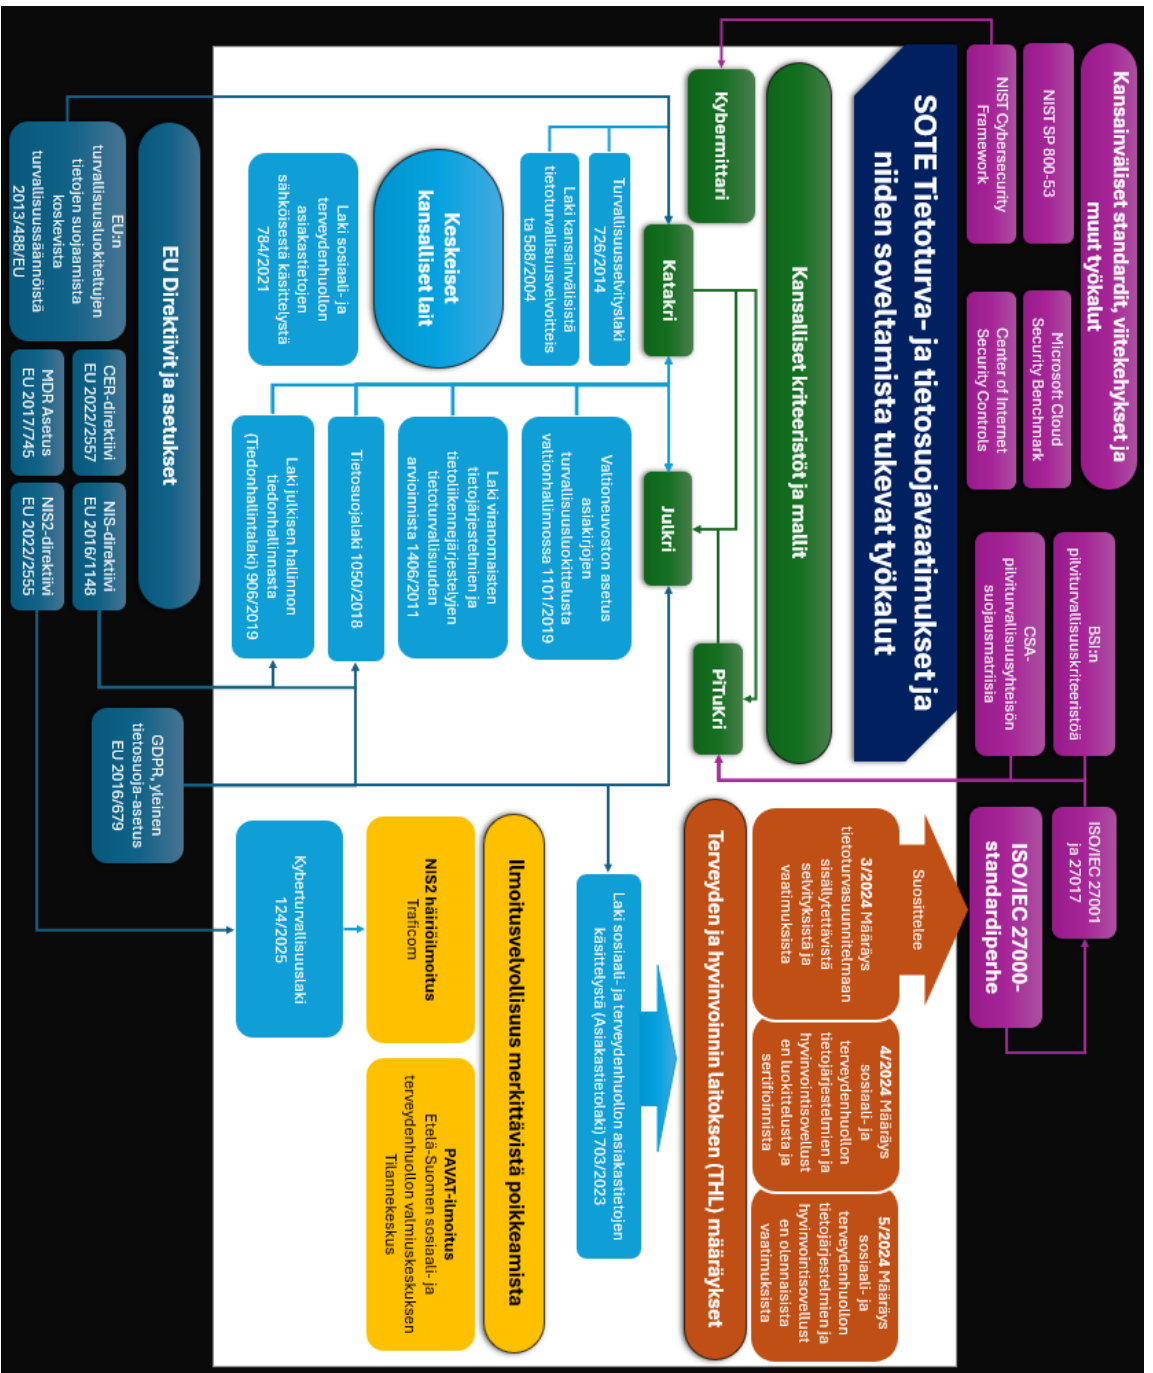 Kansainväliset standardit, viitekehykset ja
muut työkalut
NIST SP 800-53
NIST Cybersecurity
Framework
Microsoft Cloud
Security Benchmark
Center of Internet
Security Controls
BSI:n
pilviturvallisuuskriteeristöä
CSA-
pilviturvallisuusyhteisön
suojausmatriisia
ISO/IEC 27001
ja 27017
ISO/IEC 27000-
standardiperhe
SOTE Tietoturva- ja tietosuojavaatimukset ja
niiden soveltamista tukevat työkalut
Suosittelee
3/2024 Määräys
tietoturvasuunnitelmaan
sisällytettävistä
selvityksistä ja
vaatimuksista
4/2024 Määräys
sosiaali- ja
terveydenhuollon
tietojärjestelmien ja
hyvinvointisovellust
en luokittelusta ja
sertifioinnista
5/2024 Määräys
sosiaali- ja
terveydenhuollon
tietojärjestelmien ja
hyvinvointisovellust
en olennaisista
vaatimuksista
Kansalliset kriteeristöt ja mallit
Terveyden ja hyvinvoinnin laitoksen (THL) määräykset
Kybermittari
Katakri
Julkri
PiTuKri
Turvallisuusselvityslaki
726/2014
Laki kansainvälisistä
tietoturvallisuusvelvoitteis
ta 588/2004
Valtioneuvoston asetus
asiakirjojen
turvallisuusluokittelusta
valtionhallinnossa 1101/2019
Laki sosiaali- ja terveydenhuollon asiakastietojen
käsittelystä (Asiakastietolaki) 703/2023
Keskeiset
kansalliset lait
Laki viranomaisten
tietojärjestelmien ja
tietoliikennejärjestelyjen
tietoturvallisuuden
arvioinnista 1406/2011
Ilmoitusvelvollisuus merkittävistä poikkeamista
Laki sosiaali- ja
terveydenhuollon
asiakastietojen
sähköisestä käsittelystä
784/2021
Tietosuojalaki 1050/2018
Laki julkisen hallinnon
tiedonhallinnasta
(Tiedonhallintalaki) 906/2019
NIS2 häiriöilmoitus
Traficom
PAVAT-ilmoitus
Etelä-Suomen sosiaali- ja
terveydenhuollon valmiuskeskuksen
Tilannekeskus
Kyberturvallisuuslaki
124/2025
EU Direktiivit ja asetukset
EU:n
turvallisuusluokiteltujen
tietojen suojaamista
koskevista
turvallisuussäännöistä
2013/488/EU
CER-direktiivi
EU 2022/2557
MDR Asetus
EU 2017/745
NIS-direktiivi
EU 2016/1148
NIS2-direktiivi
EU 2022/2555
GDPR, yleinen
tietosuoja-asetus
EU 2016/679